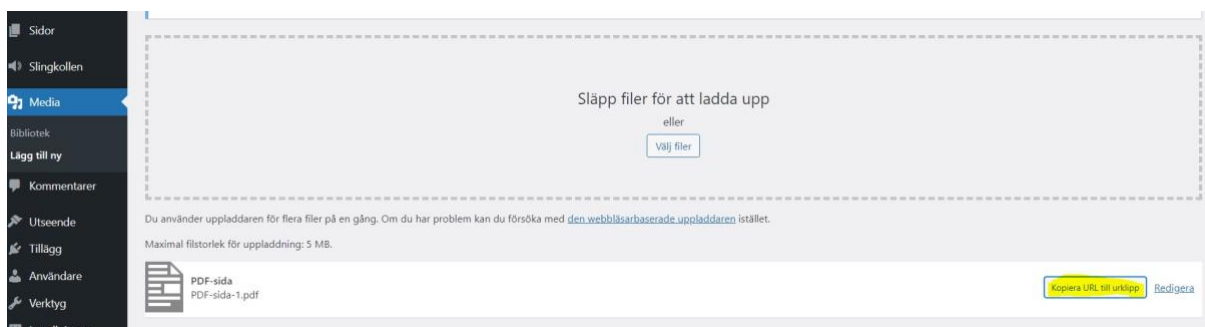 Sidor
Slingkollen
Media
Bibliotek
Lägg till ny
Kommentarer
Utseende
Tillägg
Användare
Verktyg
Släpp filer för att ladda upp
eller
Välj filer
Du använder uppladdaren för flera filer på en gång. Om du har problem kan du försöka med den webbläsarbaserade uppladdaren istället.
Maximal filstorlek för uppladdning: 5 MB.
PDF-sida
PDF-sida-1.pdf
Kopiera URL till urklipp
Redigera